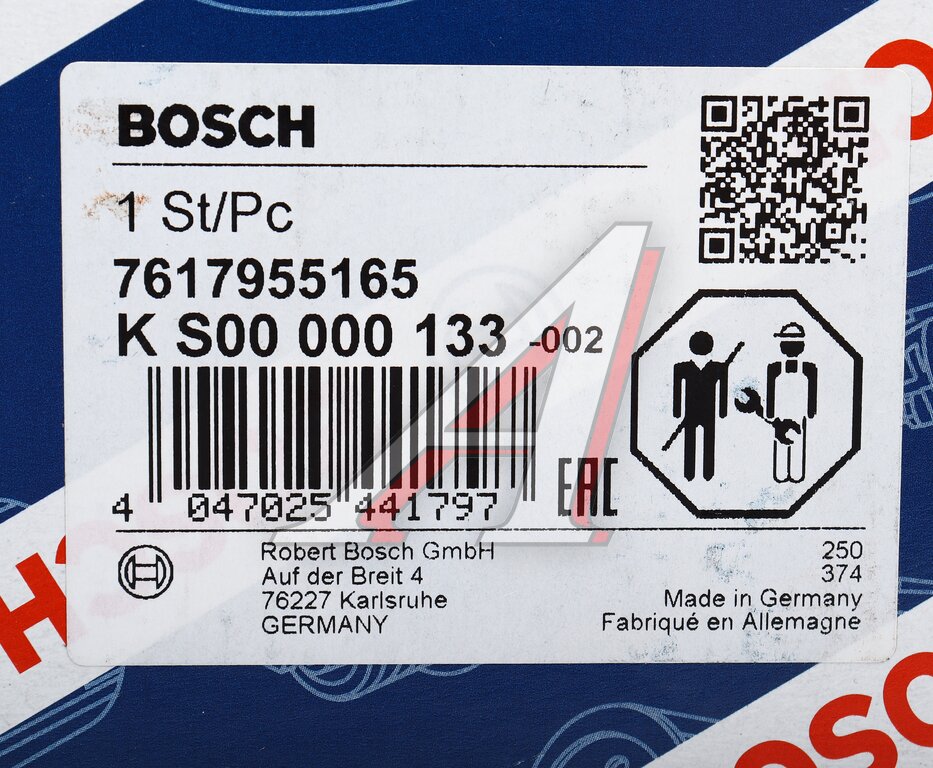 BOSCH
1 St/Pc
7617955165
K S00 000 133 -002
4 047025 441797
EAC
Robert Bosch GmbH
Auf der Breit 4
76227 Karlsruhe
GERMANY
250
374
Made in Germany
Fabriqué en Allemagne